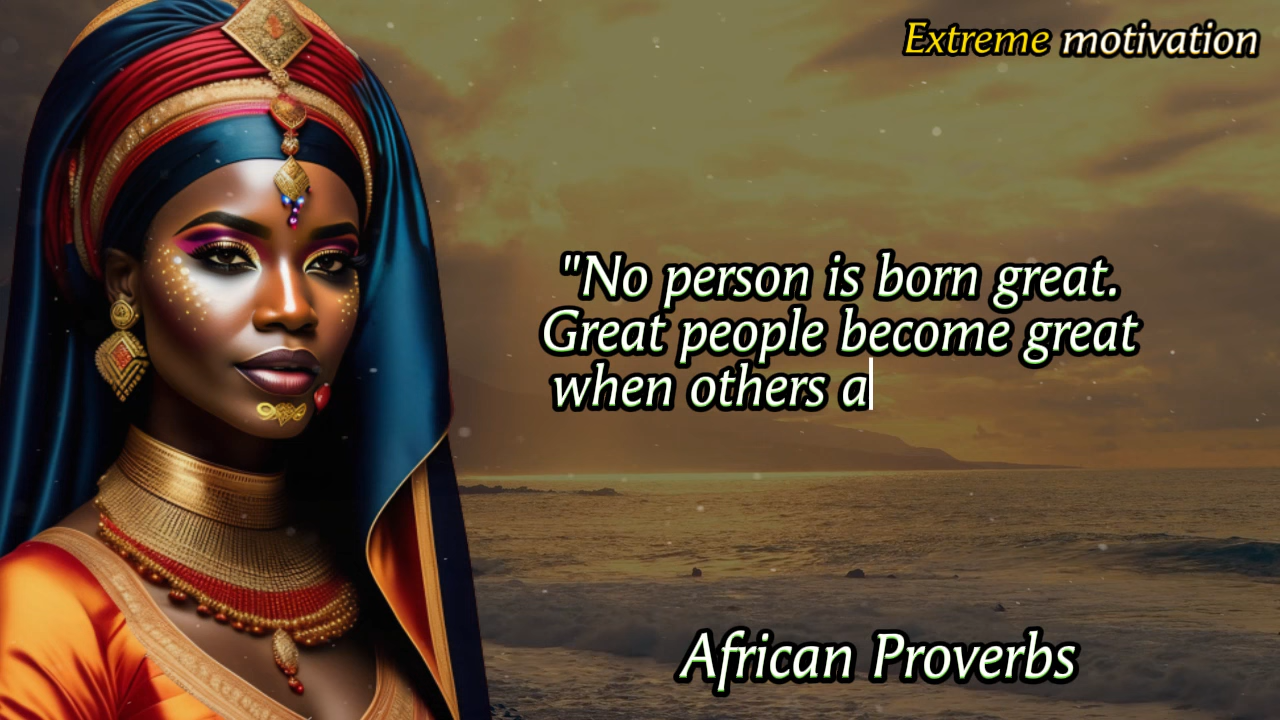 Extreme motivation
"No person is born great.
Great people become great
when others a
African Proverbs